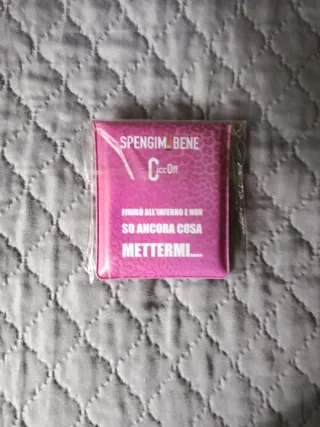 SPENGIMI BENE
CiccOff
FINIRÒ ALL'INFERNO E NON
SO ANCORA COSA
METTERMI....